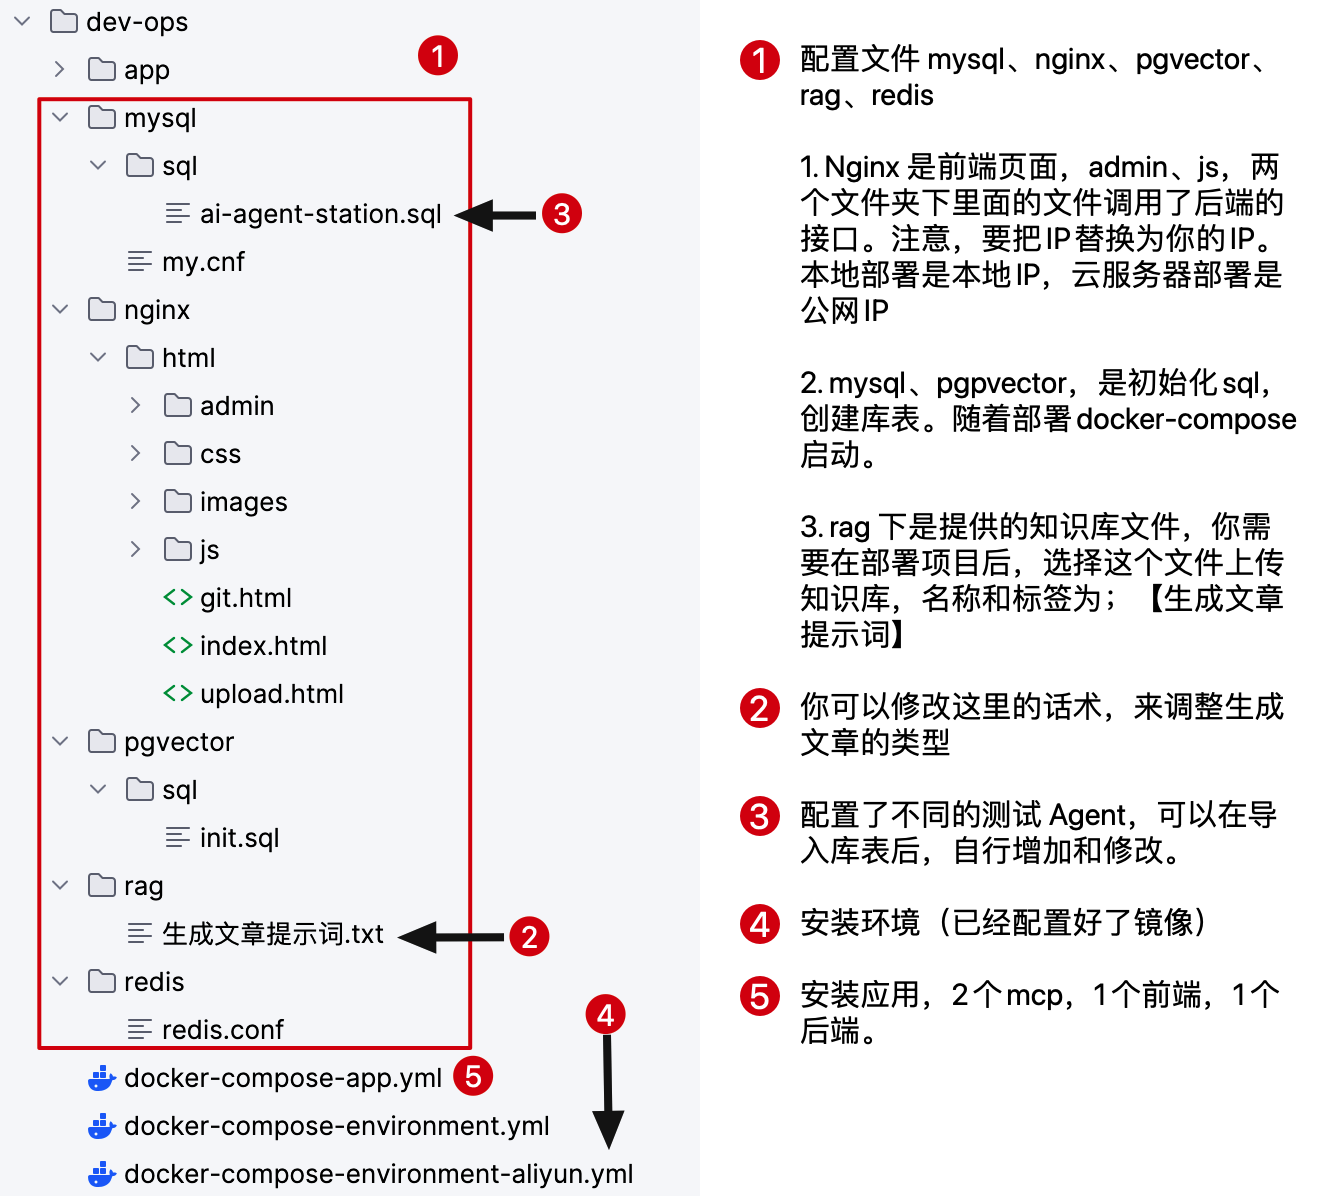 dev-ops
app
1
mysql
sql
ai-agent-station.sql
3
my.cnf
nginx
html
admin
css
images
js
git.html
index.html
upload.html
pgvector
sql
init.sql
rag
生成文章提示词.txt
2
redis
redis.conf
4
docker-compose-app.yml
5
docker-compose-environment.yml
docker-compose-environment-aliyun.yml
1 配置文件 mysql、nginx、pgvector、
rag、redis
1. Nginx 是前端页面，admin、js，两
个文件夹下里面的文件调用了后端的
接口。注意，要把IP替换为你的IP。
本地部署是本地IP，云服务器部署是
公网IP
2. mysql、pgpvector，是初始化sql，
创建库表。随着部署docker-compose
启动。
3. rag 下是提供的知识库文件，你需
要在部署项目后，选择这个文件上传
知识库，名称和标签为；【生成文章
提示词】
2 你可以修改这里的话术，来调整生成
文章的类型
3 配置了不同的测试 Agent，可以在导
入库表后，自行增加和修改。
4 安装环境（已经配置好了镜像）
5 安装应用，2个mcp，1个前端，1个
后端。